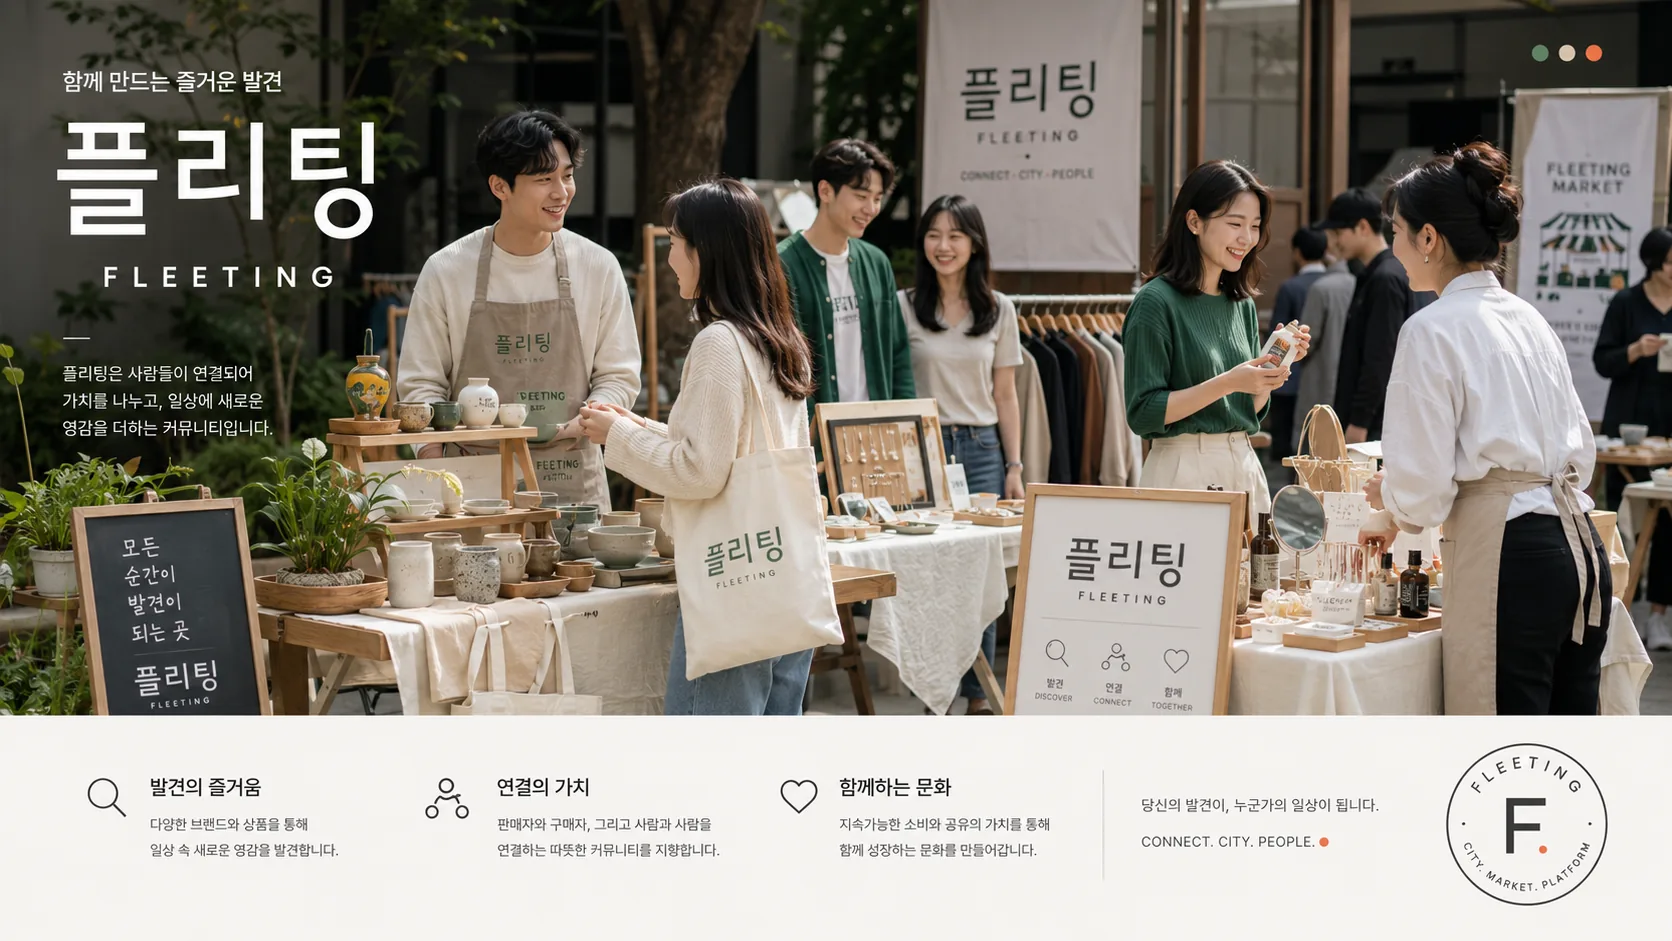 함께 만드는 즐거운 발견
플리팅
FLEETING
플리팅은 사람들이 연결되어
가치를 나누고, 일상에 새로운
영감을 더하는 커뮤니티입니다.
플리팅
FLEETING
CONNECT · CITY · PEOPLE
FLEETING
MARKET
플리팅
FLEETING
플리팅
FLEETING
모든
순간이
발견이
되는 곳
플리팅
FLEETING
플리팅
FLEETING
발견
DISCOVER
연결
CONNECT
함께
TOGETHER
발견의 즐거움
다양한 브랜드와 상품을 통해
일상 속 새로운 영감을 발견합니다.
연결의 가치
판매자와 구매자, 그리고 사람과 사람을
연결하는 따뜻한 커뮤니티를 지향합니다.
함께하는 문화
지속가능한 소비와 공유의 가치를 통해
함께 성장하는 문화를 만들어갑니다.
당신의 발견이, 누군가의 일상이 됩니다.
CONNECT. CITY. PEOPLE.
FLEETING
F.
CITY. MARKET. PLATFORM